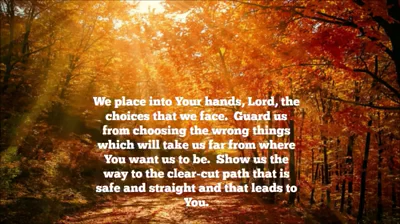 We place into Your hands, Lord, the
choices that we face.  Guard us
from choosing the wrong things
which will take us far from where
You want us to be.  Show us the
way to the clear-cut path that is
safe and straight and that leads to
You.